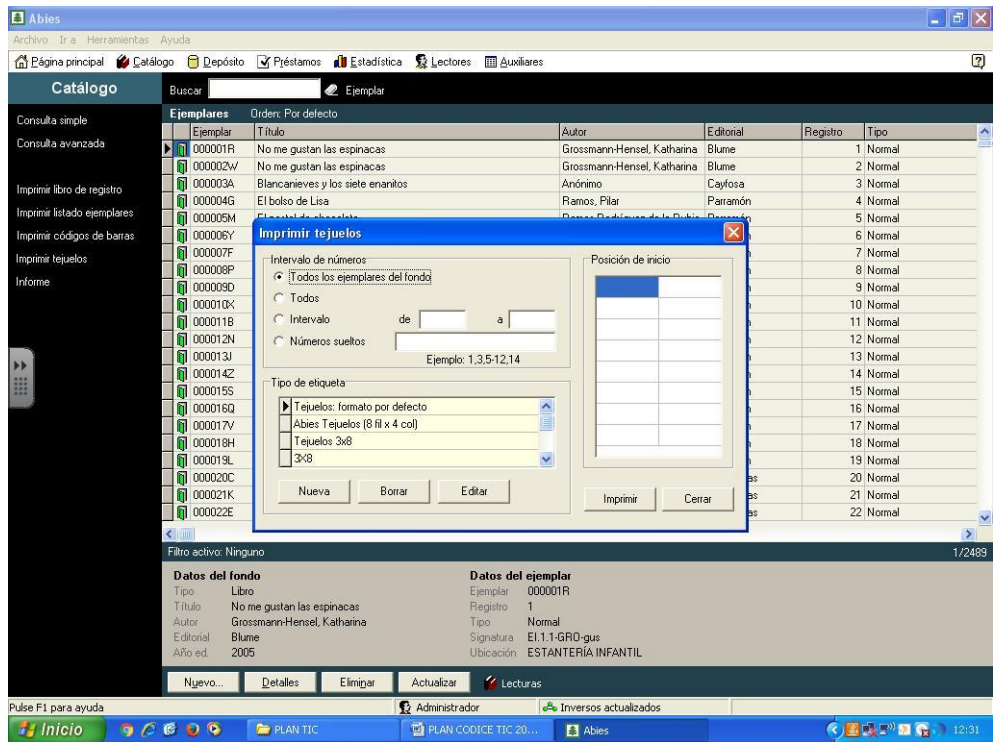 Abies
Archivo Ir a Herramientas Ayuda
Página principal Catálogo Depósito Préstamos Estadística Lectores Auxiliares
Catálogo
Buscar Ejemplar
Consulta simple
Consulta avanzada
Imprimir libro de registro
Imprimir listado ejemplares
Imprimir códigos de barras
Imprimir tejuelos
Informe
Ejemplares Orden: Por defecto
Ejemplar Título Autor Editorial Registro Tipo
000001R No me gustan las espinacas Grossmann-Hensel, Katharina Blume 1 Normal
000002W No me gustan las espinacas Grossmann-Hensel, Katharina Blume 2 Normal
000003A Blancanieves y los siete enanitos Anónimo Cayfosa 3 Normal
000004G El bolso de Lisa Ramos, Pilar Parramón 4 Normal
000005M 5 Normal
000006Y 6 Normal
000007F 7 Normal
000008P 8 Normal
000009D 9 Normal
000010X 10 Normal
000011B 11 Normal
000012N 12 Normal
000013J 13 Normal
000014Z 14 Normal
000015S 15 Normal
000016Q 16 Normal
000017V 17 Normal
000018H 18 Normal
000019L 19 Normal
000020C as 20 Normal
000021K as 21 Normal
000022E as 22 Normal
Imprimir tejuelos
Intervalo de números
Todos los ejemplares del fondo
Todos
Intervalo de a
Números sueltos
Ejemplo: 1,3,5-12,14
Tipo de etiqueta
Tejuelos: formato por defecto
Abies Tejuelos (8 fil x 4 col)
Tejuelos 3x8
3X8
Nueva Borrar Editar
Posición de inicio
Imprimir Cerrar
Filtro activo: Ninguno 1/2489
Datos del fondo
Tipo Libro
Título No me gustan las espinacas
Autor Grossmann-Hensel, Katharina
Editorial Blume
Año ed. 2005
Datos del ejemplar
Ejemplar 000001R
Registro 1
Tipo Normal
Signatura EI.1.1-GRO-gus
Ubicación ESTANTERÍA INFANTIL
Nuevo... Detalles Eliminar Actualizar Lecturas
Pulse F1 para ayuda Administrador Inversos actualizados
Inicio PLAN TIC PLAN CODICE TIC 20... Abies 12:31